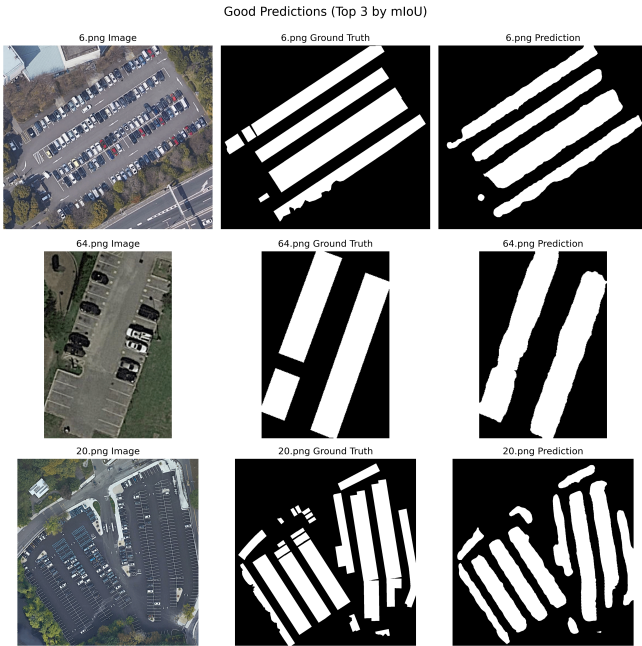 Good Predictions (Top 3 by mIoU)
6.png Image
6.png Ground Truth
6.png Prediction
64.png Image
64.png Ground Truth
64.png Prediction
20.png Image
20.png Ground Truth
20.png Prediction